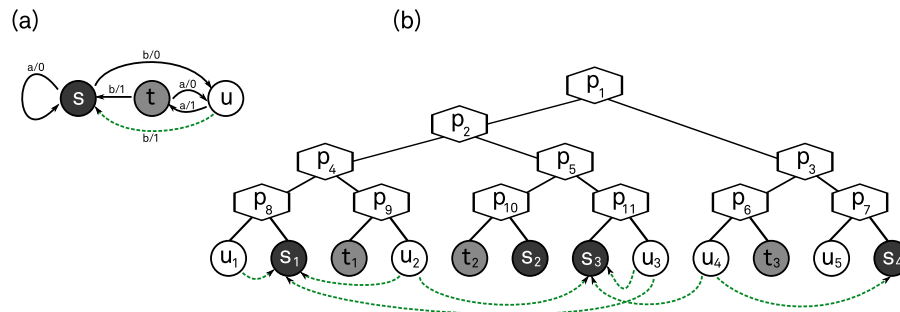 (a) (b)
b/0
a/0
p1
b/1 a/0
s t u
a/1
p2
b/1
p4 p5 p3
p8 p9 p10 p11 p6 p7
u1 s1 t1 u2 t2 s2 s3 u3 u4 t3 u5 s4